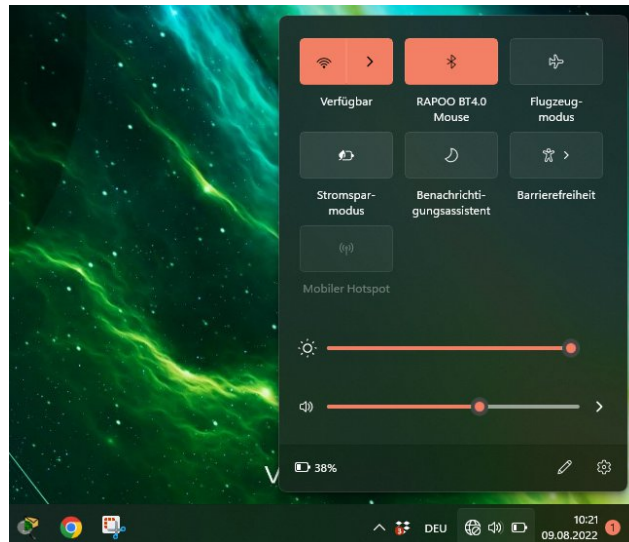 Verfügbar
RAPOO BT4.0
Mouse
Flugzeug-
modus
Stromspar-
modus
Benachrichti-
gungsassistent
Barrierefreiheit
Mobiler Hotspot
38%
V
DEU
10:21
09.08.2022
1